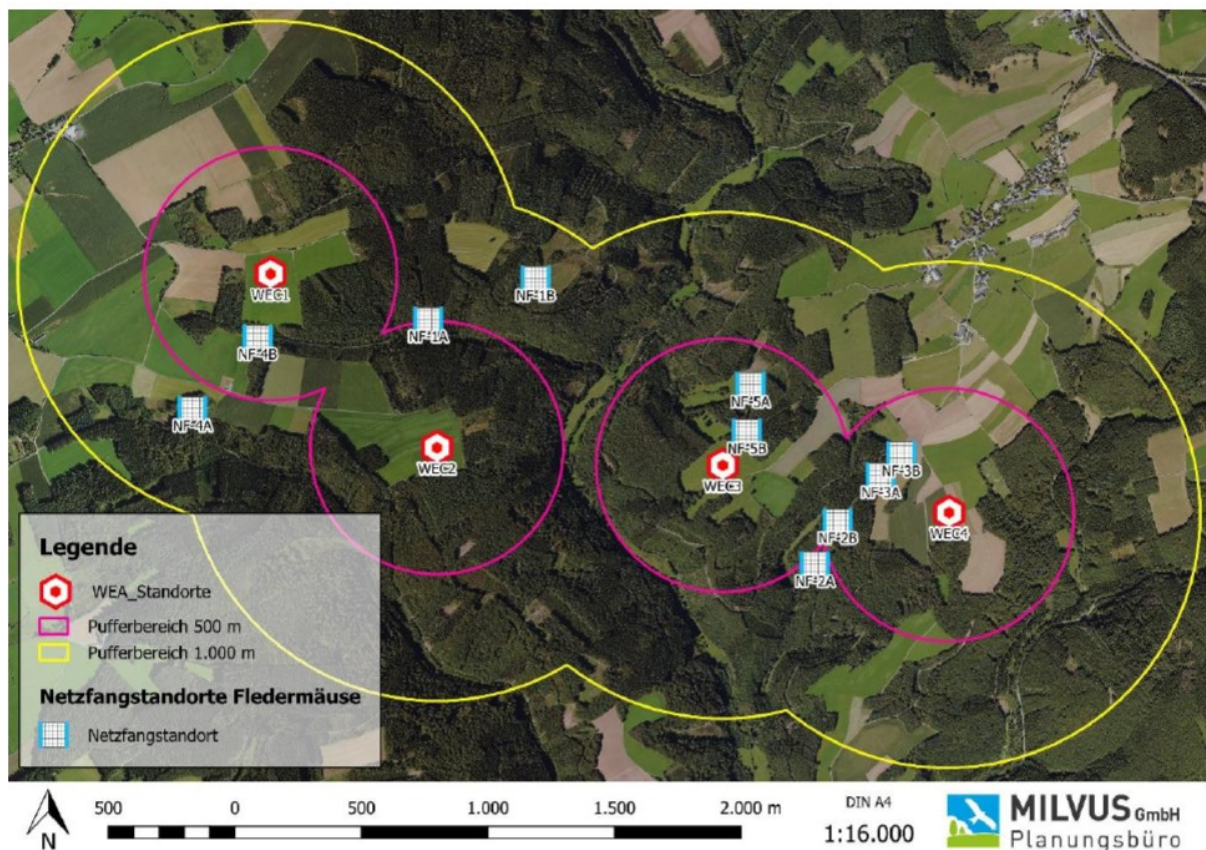 WEC1
NF-1B
NF-1A
NF-4B
NF-5A
NF-4A
NF-5B
WEC2
NF-3B
WEC3
NF-3A
WEC4
NF-2B
NF-2A
Legende
WEA_Standorte
Pufferbereich 500 m
Pufferbereich 1.000 m
Netzfangstandorte Fledermäuse
Netzfangstandort
N
500 0 500 1.000 1.500 2.000 m
DIN A4
1:16.000
MILVUS GmbH
Planungsbüro